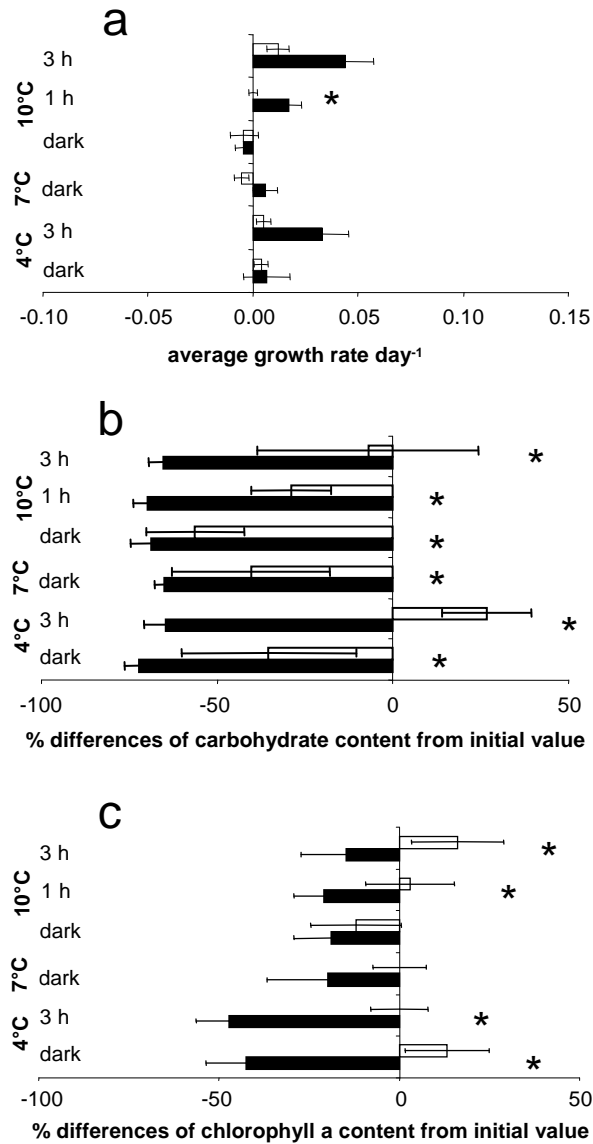 a
3 h
10°C
1 h
*
dark
7°C
dark
4°C
3 h
dark
-0.10 -0.05 0.00 0.05 0.10 0.15
average growth rate day-1
b
3 h
*
10°C
1 h
*
dark
*
7°C
dark
*
4°C
3 h
*
dark
*
-100 -50 0 50
% differences of carbohydrate content from initial value
c
3 h
*
10°C
1 h
*
dark
7°C
dark
4°C
3 h
*
dark
*
-100 -50 0 50
% differences of chlorophyll a content from initial value